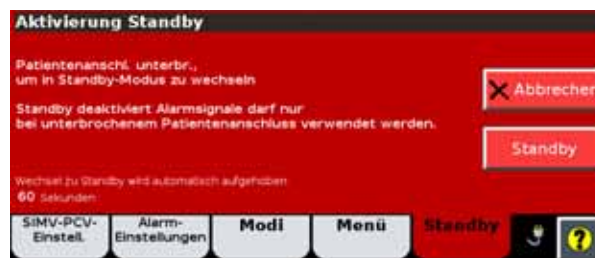 Aktivierung Standby
Patientenanschl. unterbr.,
um in Standby-Modus zu wechseln
Abbrechen
Standby deaktiviert Alarmsignale darf nur
bei unterbrochenem Patientenanschluss verwendet werden.
Standby
Wechsel zu Standby wird automatisch aufgehoben
60 Sekunden
SIMV-PCV-
Einstell.
Alarm-
Einstellungen
Modi
Menü
Standby
?